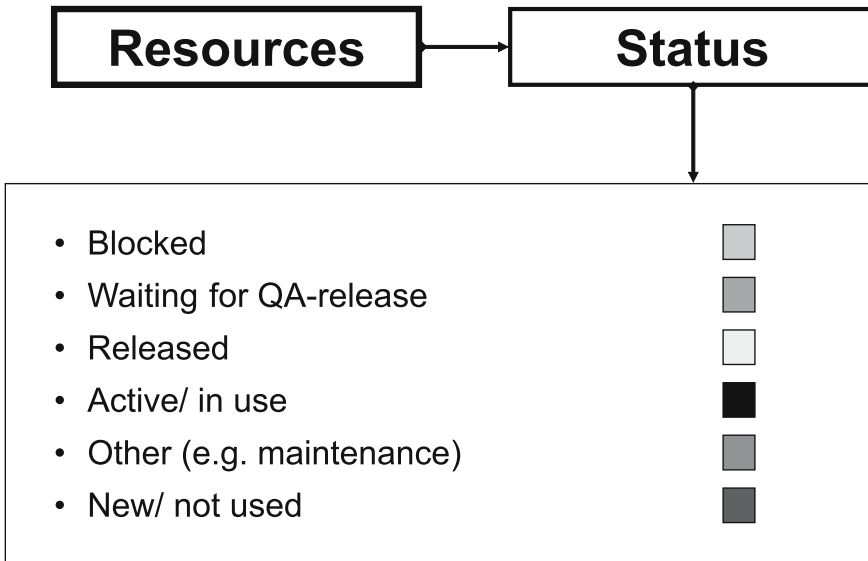 Resources
Status
• Blocked
• Waiting for QA-release
• Released
• Active/ in use
• Other (e.g. maintenance)
• New/ not used